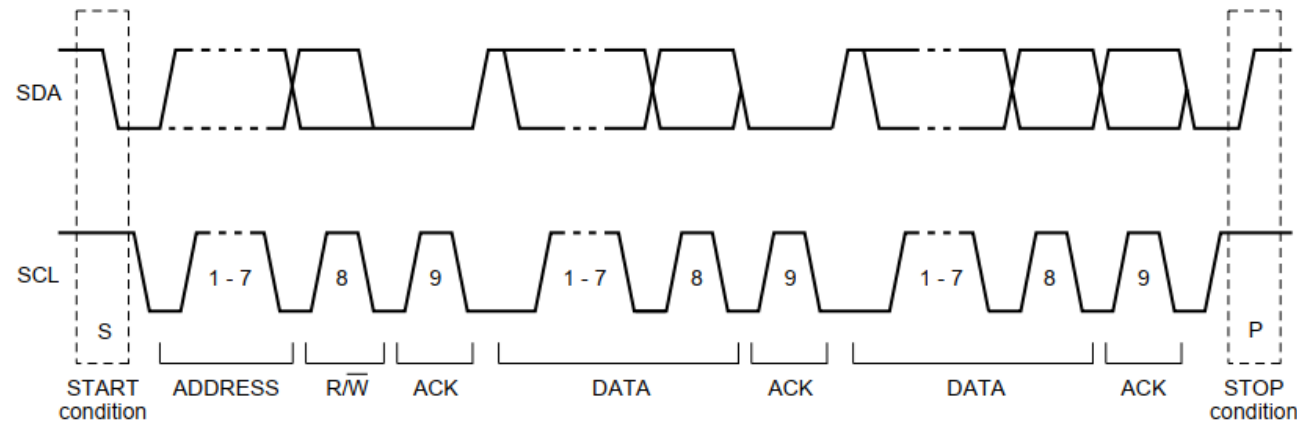 SDA
SCL
1 - 7
8
9
1 - 7
8
9
1 - 7
8
9
S
P
START
condition
ADDRESS
R/W̅
ACK
DATA
ACK
DATA
ACK
STOP
condition